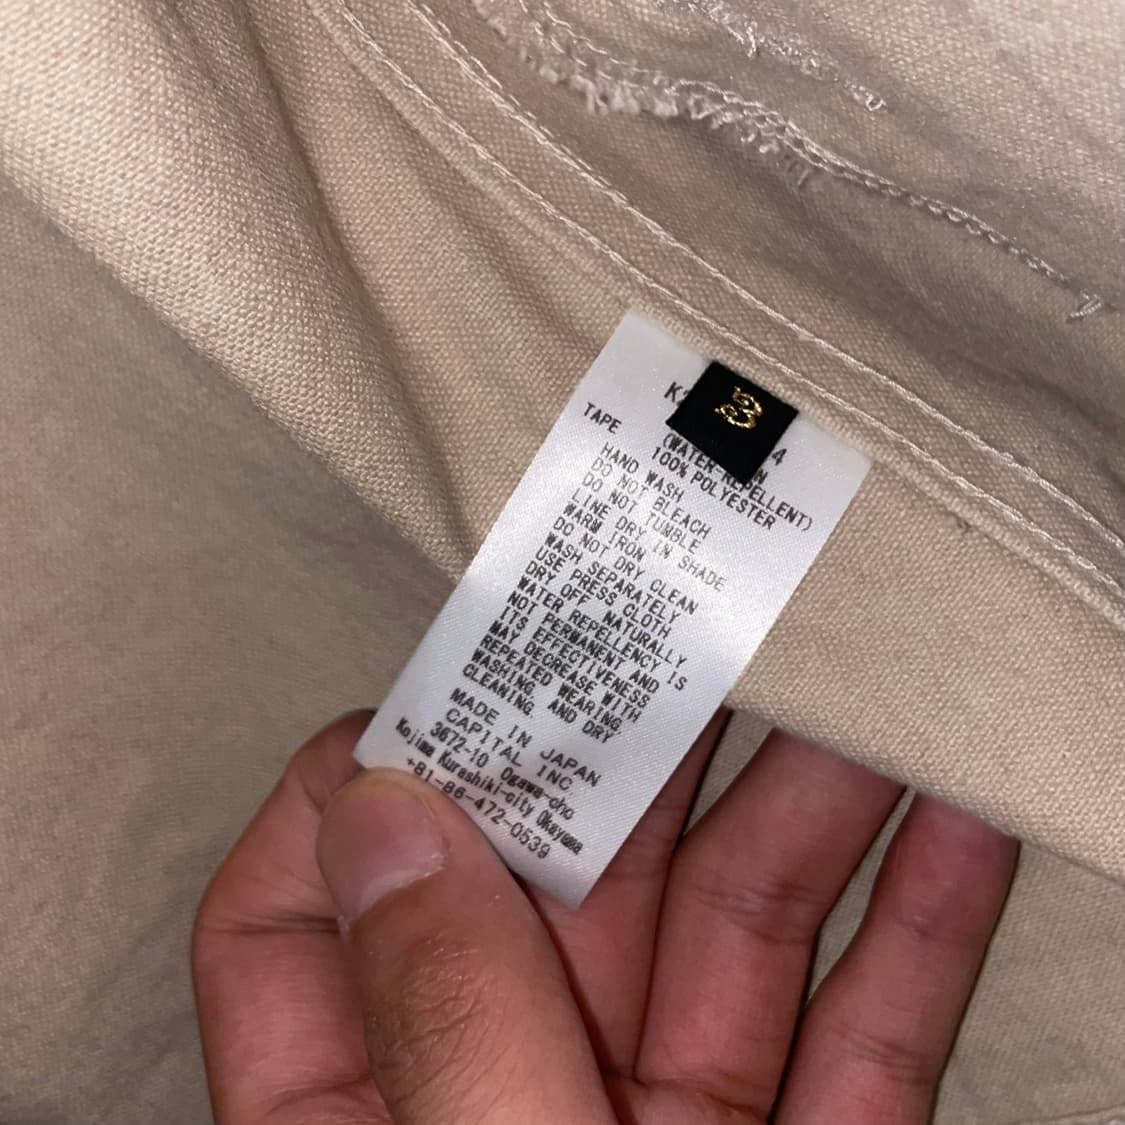 3
TAPE
(WATER-REPELLENT)
100% POLYESTER
HAND WASH
DO NOT BLEACH
DO NOT TUMBLE
LINE DRY IN SHADE
WARM IRON
DO NOT DRY CLEAN
WASH SEPARATELY
USE PRESS CLOTH
DRY OFF NATURALLY
WATER REPELLENCY IS
NOT PERMANENT AND
ITS EFFECTIVENESS
MAY DECREASE WITH
REPEATED WEARING,
WASHING, AND DRY
CLEANING.
MADE IN JAPAN
CAPITAL INC
3672-10 Ogawa-cho
Kojima Kurashiki-city Okayama
+81-86-472-0539